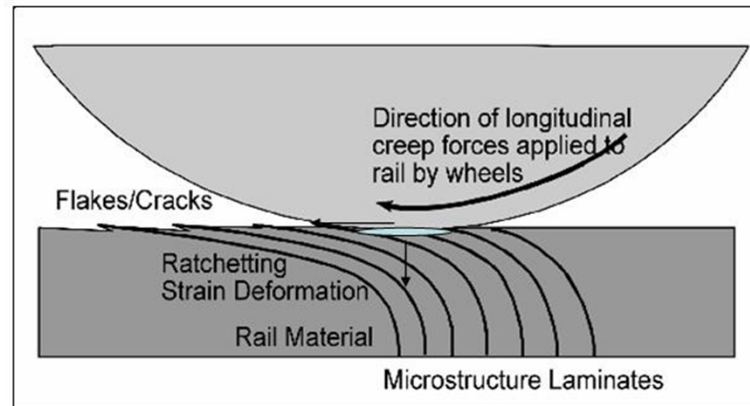 Direction of longitudinal
creep forces applied to
rail by wheels
Flakes/Cracks
Ratchetting
Strain Deformation
Rail Material
Microstructure Laminates